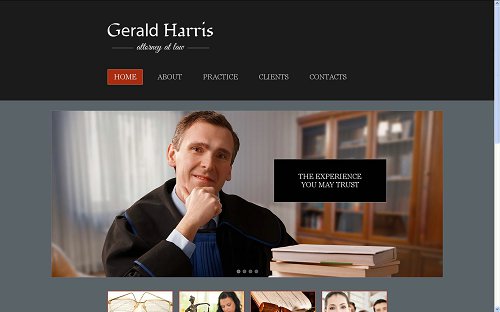 Gerald Harris
attorney at law
HOME ABOUT PRACTICE CLIENTS CONTACTS
THE EXPERIENCE
YOU MAY TRUST